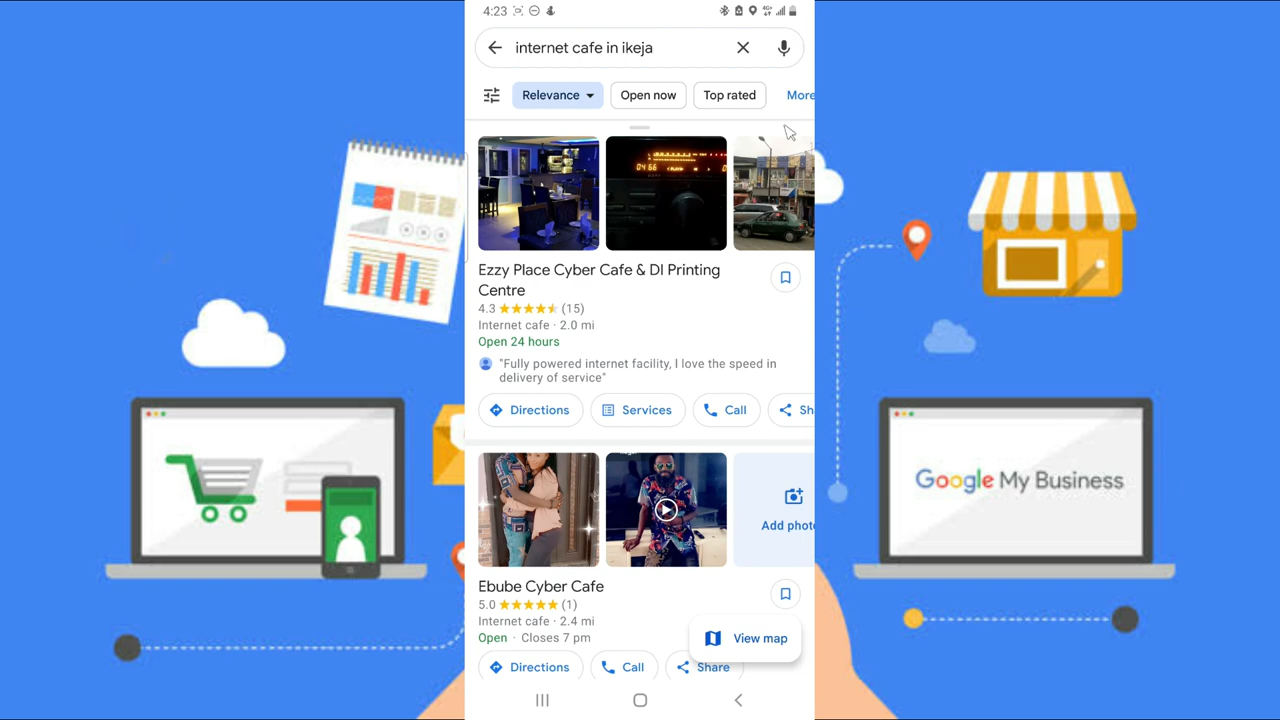 4:23
internet cafe in ikeja
Relevance
Open now
Top rated
More
Ezzy Place Cyber Cafe & DI Printing
Centre
4.3 (15)
Internet cafe · 2.0 mi
Open 24 hours
"Fully powered internet facility, I love the speed in
delivery of service"
Directions
Services
Call
Sh
Add photo
Ebube Cyber Cafe
5.0 (1)
Internet cafe · 2.4 mi
Open · Closes 7 pm
View map
Directions
Call
Share
Google My Business